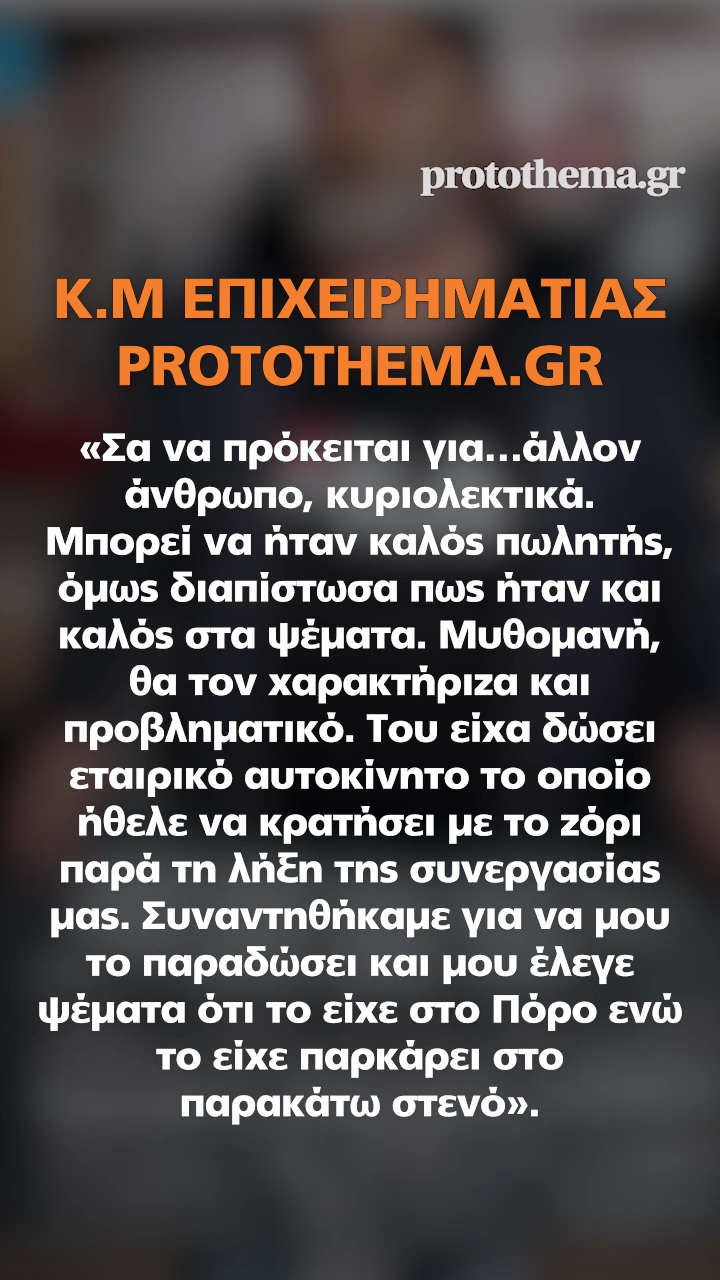 protothema.gr
Κ.Μ ΕΠΙΧΕΙΡΗΜΑΤΙΑΣ
PROTOTHEMA.GR
«Σα να πρόκειται για...άλλον
άνθρωπο, κυριολεκτικά.
Μπορεί να ήταν καλός πωλητής,
όμως διαπίστωσα πως ήταν και
καλός στα ψέματα. Μυθομανή,
θα τον χαρακτήριζα και
προβληματικό. Του είχα δώσει
εταιρικό αυτοκίνητο το οποίο
ήθελε να κρατήσει με το ζόρι
παρά τη λήξη της συνεργασίας
μας. Συναντηθήκαμε για να μου
το παραδώσει και μου έλεγε
ψέματα ότι το είχε στο Πόρο ενώ
το είχε παρκάρει στο
παρακάτω στενό».